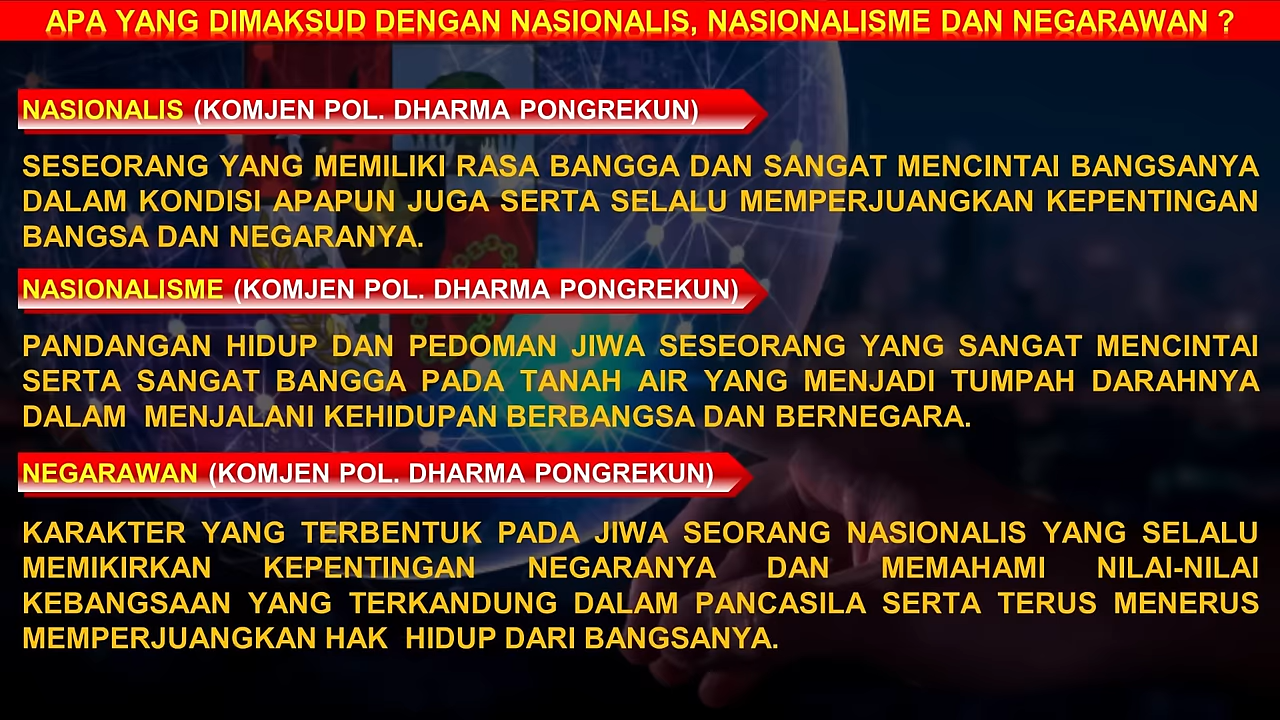 APA YANG DIMAKSUD DENGAN NASIONALIS, NASIONALISME DAN NEGARAWAN ?
NASIONALIS (KOMJEN POL. DHARMA PONGREKUN)
SESEORANG YANG MEMILIKI RASA BANGGA DAN SANGAT MENCINTAI BANGSANYA
DALAM KONDISI APAPUN JUGA SERTA SELALU MEMPERJUANGKAN KEPENTINGAN
BANGSA DAN NEGARANYA.
NASIONALISME (KOMJEN POL. DHARMA PONGREKUN)
PANDANGAN HIDUP DAN PEDOMAN JIWA SESEORANG YANG SANGAT MENCINTAI
SERTA SANGAT BANGGA PADA TANAH AIR YANG MENJADI TUMPAH DARAHNYA
DALAM MENJALANI KEHIDUPAN BERBANGSA DAN BERNEGARA.
NEGARAWAN (KOMJEN POL. DHARMA PONGREKUN)
KARAKTER YANG TERBENTUK PADA JIWA SEORANG NASIONALIS YANG SELALU
MEMIKIRKAN KEPENTINGAN NEGARANYA DAN MEMAHAMI NILAI-NILAI
KEBANGSAAN YANG TERKANDUNG DALAM PANCASILA SERTA TERUS MENERUS
MEMPERJUANGKAN HAK HIDUP DARI BANGSANYA.